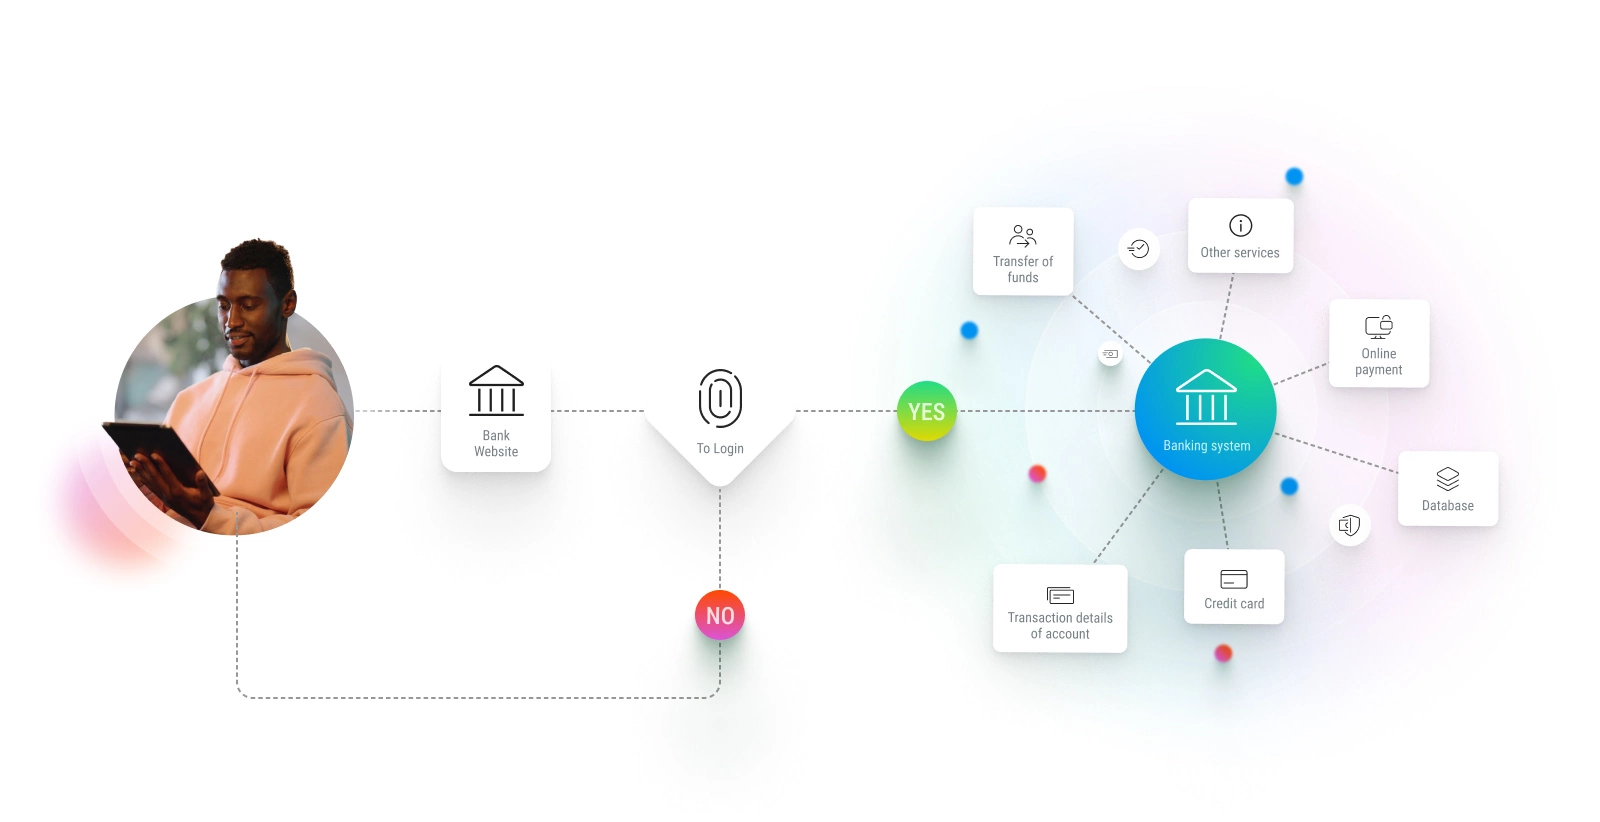 Bank
Website
To Login
NO
YES
Transfer of
funds
Other services
Online
payment
Banking system
Database
Credit card
Transaction details
of account